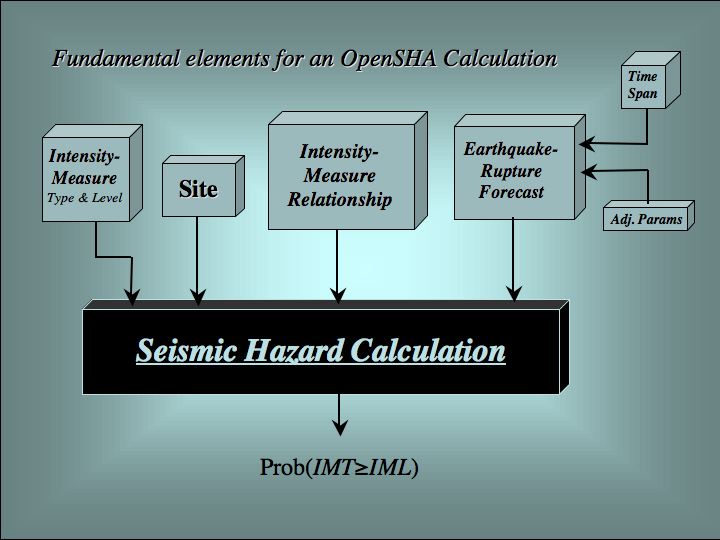 Fundamental elements for an OpenSHA Calculation
Time
Span
Intensity-
Measure
Type & Level
Site
Intensity-
Measure
Relationship
Earthquake-
Rupture
Forecast
Adj. Params
Seismic Hazard Calculation
Prob(IMT≥IML)